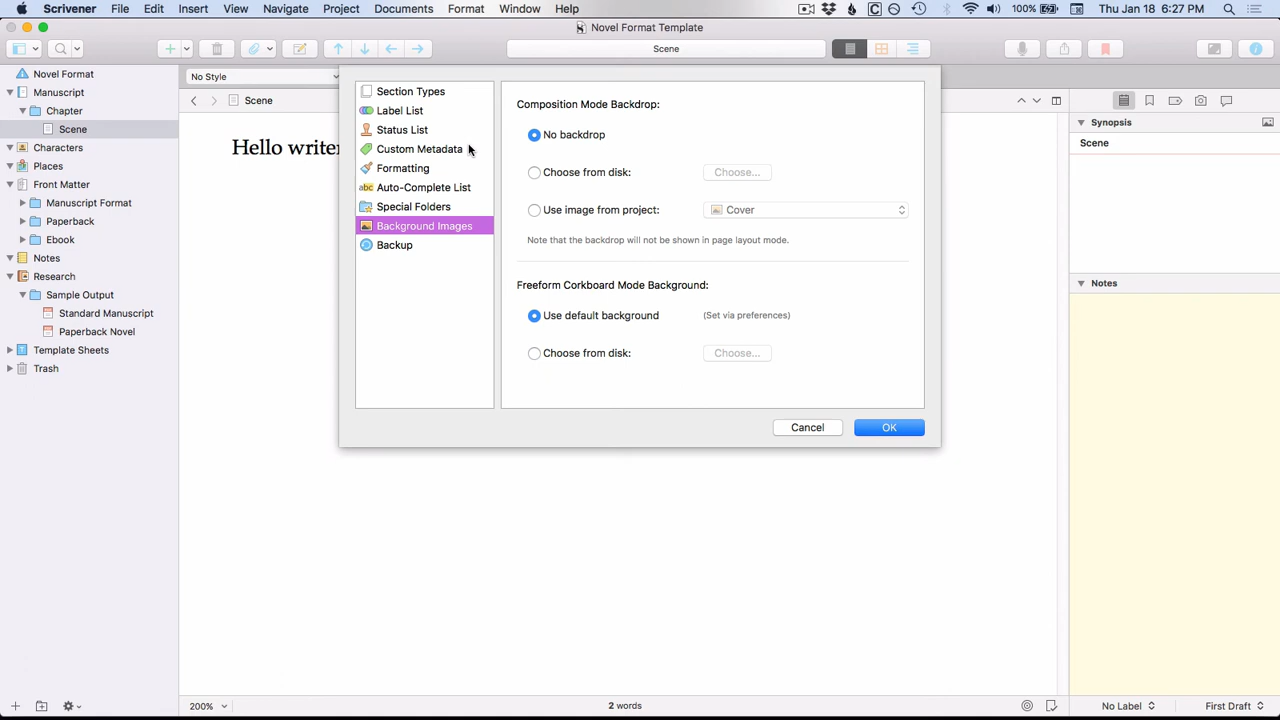 Scrivener File Edit Insert View Navigate Project Documents Format Window Help 100% Thu Jan 18 6:27 PM
Novel Format Template
Scene
Novel Format
Manuscript
Chapter
Scene
Characters
Places
Front Matter
Manuscript Format
Paperback
Ebook
Notes
Research
Sample Output
Standard Manuscript
Paperback Novel
Template Sheets
Trash
No Style
Scene
Hello writer
Section Types
Label List
Status List
Custom Metadata
Formatting
abc Auto-Complete List
Special Folders
Background Images
Backup
Composition Mode Backdrop:
No backdrop
Choose from disk: Choose...
Use image from project: Cover
Note that the backdrop will not be shown in page layout mode.
Freeform Corkboard Mode Background:
Use default background (Set via preferences)
Choose from disk: Choose...
Cancel OK
Synopsis
Scene
Notes
200% 2 words No Label First Draft